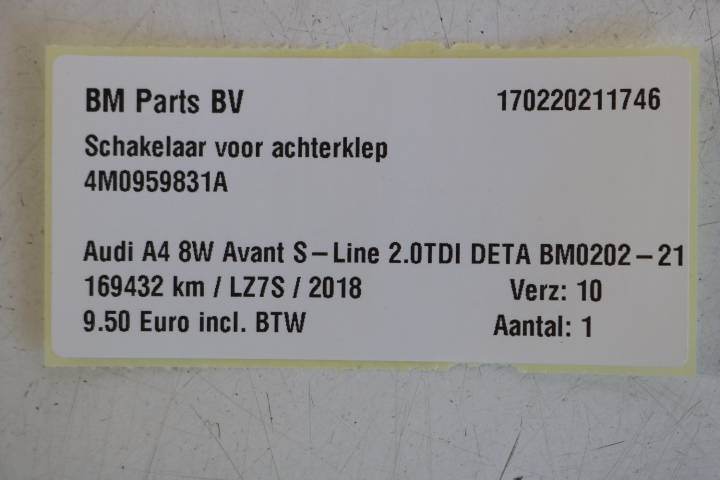 BM Parts BV 170220211746
Schakelaar voor achterklep
4M0959831A
Audi A4 8W Avant S-Line 2.0TDI DETA BM0202-21
169432 km / LZ7S / 2018 Verz: 10
9.50 Euro incl. BTW Aantal: 1